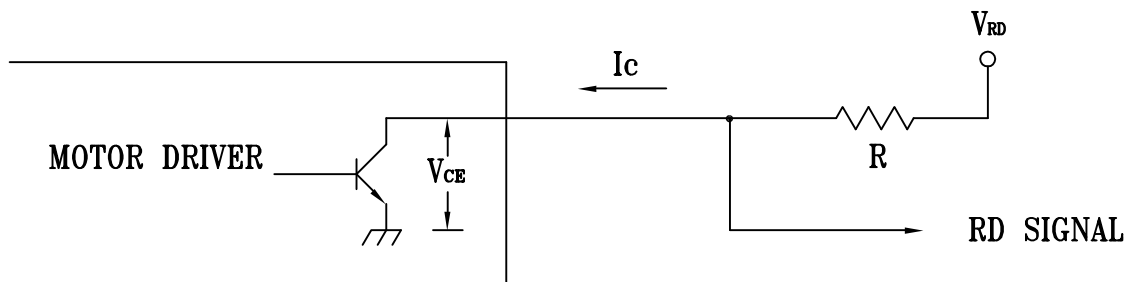 VRD
Ic
MOTOR DRIVER
VCE
R
RD SIGNAL